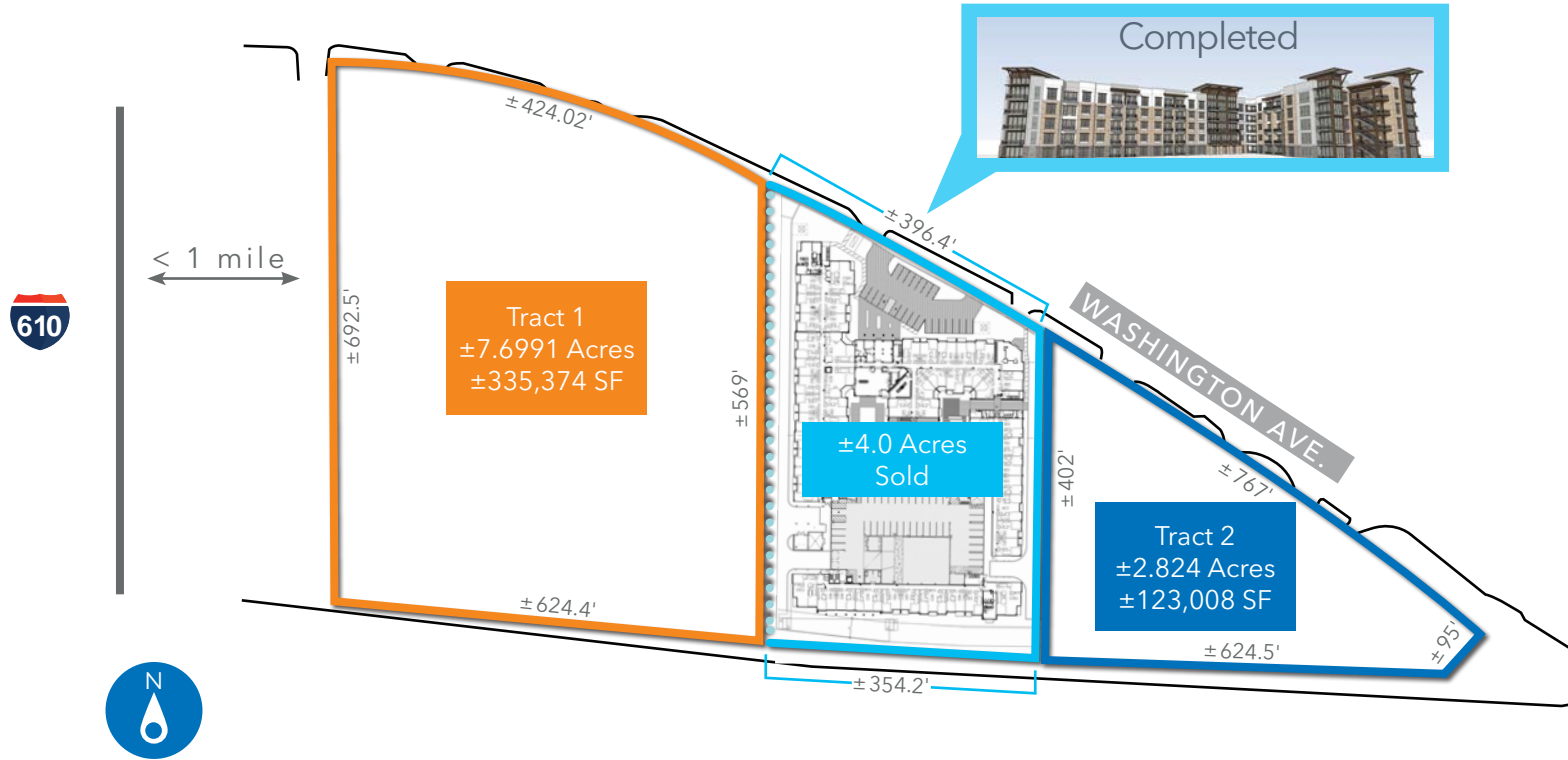 Completed
±424.02'
±396.4'
< 1 mile
610
±692.5'
Tract 1
±7.6991 Acres
±335,374 SF
±569'
WASHINGTON AVE.
±4.0 Acres
Sold
±402'
±767'
Tract 2
±2.824 Acres
±123,008 SF
±624.4'
±624.5'
±95'
±354.2'
N